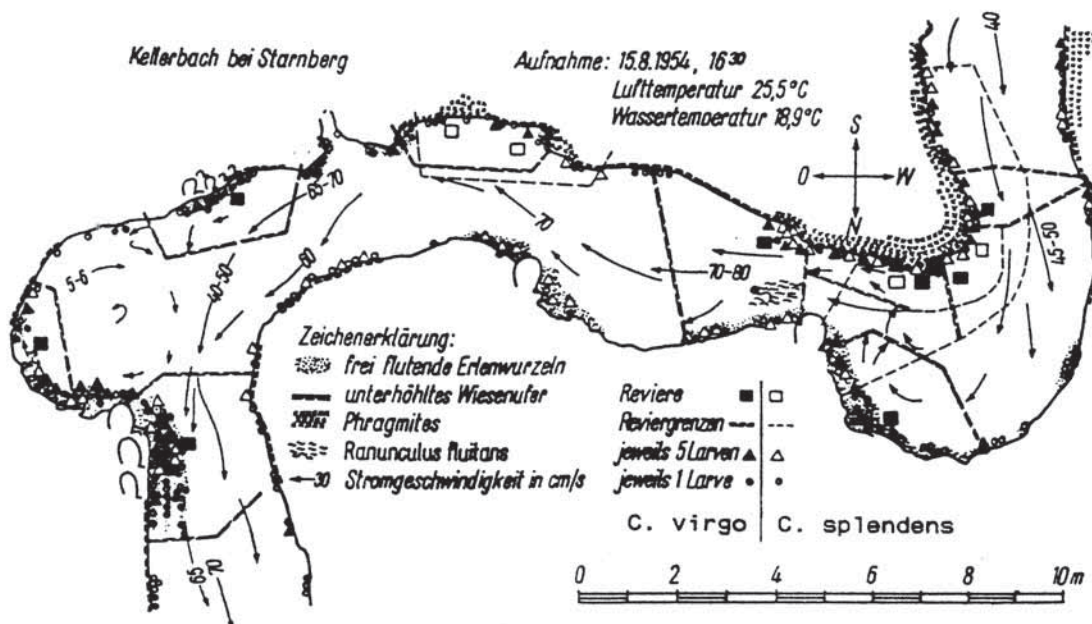 Kellerbach bei Starnberg
Aufnahme: 15.8.1954, 16³⁰
Lufttemperatur 25,5°C
Wassertemperatur 18,9°C
S
O W
N
40
65-70
70
5-6
40-50
60
70-80
45-50
Zeichenerklärung:
frei flutende Erlenwurzeln
unterhöhltes Wiesenufer
Phragmites
Ranunculus fluitans
30 Stromgeschwindigkeit in cm/s
Reviere
Reviergrenzen
jeweils 5 Larven
jeweils 1 Larve
C. virgo C. splendens
65
70
0 2 4 6 8 10 m